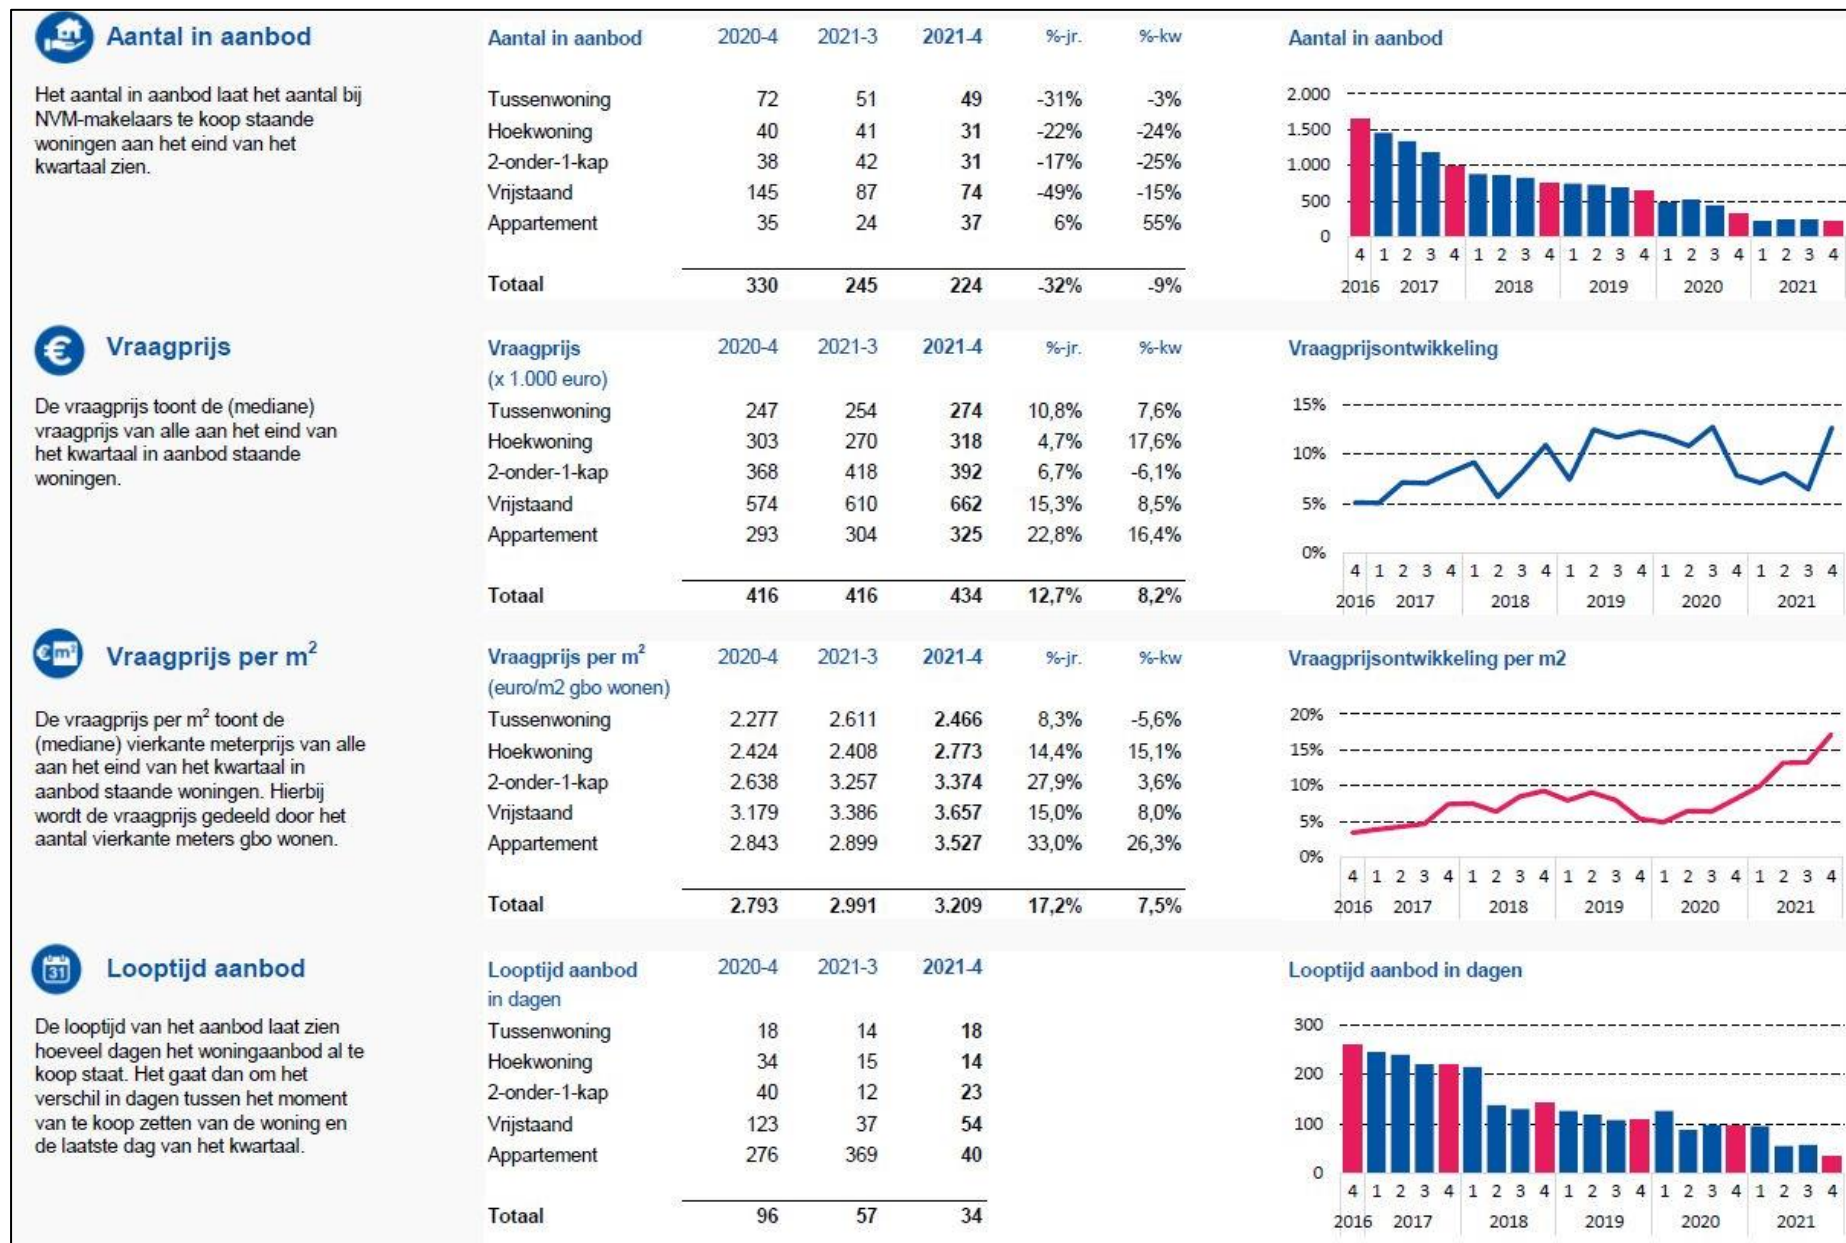 Aantal in aanbod
Het aantal in aanbod laat het aantal bij
NVM-makelaars te koop staande
woningen aan het eind van het
kwartaal zien.
Aantal in aanbod 2020-4 2021-3 2021-4 %-jr. %-kw
Tussenwoning 72 51 49 -31% -3%
Hoekwoning 40 41 31 -22% -24%
2-onder-1-kap 38 42 31 -17% -25%
Vrijstaand 145 87 74 -49% -15%
Appartement 35 24 37 6% 55%
Totaal 330 245 224 -32% -9%
Aantal in aanbod
2.000
1.500
1.000
500
0
4 1 2 3 4 1 2 3 4 1 2 3 4 1 2 3 4 1 2 3 4
2016 2017 2018 2019 2020 2021
€ Vraagprijs
De vraagprijs toont de (mediane)
vraagprijs van alle aan het eind van
het kwartaal in aanbod staande
woningen.
Vraagprijs 2020-4 2021-3 2021-4 %-jr. %-kw
(x 1.000 euro)
Tussenwoning 247 254 274 10,8% 7,6%
Hoekwoning 303 270 318 4,7% 17,6%
2-onder-1-kap 368 418 392 6,7% -6,1%
Vrijstaand 574 610 662 15,3% 8,5%
Appartement 293 304 325 22,8% 16,4%
Totaal 416 416 434 12,7% 8,2%
Vraagprijsontwikkeling
15%
10%
5%
0%
4 1 2 3 4 1 2 3 4 1 2 3 4 1 2 3 4 1 2 3 4
2016 2017 2018 2019 2020 2021
€ m² Vraagprijs per m²
De vraagprijs per m² toont de
(mediane) vierkante meterprijs van alle
aan het eind van het kwartaal in
aanbod staande woningen. Hierbij
wordt de vraagprijs gedeeld door het
aantal vierkante meters gbo wonen.
Vraagprijs per m² 2020-4 2021-3 2021-4 %-jr. %-kw
(euro/m2 gbo wonen)
Tussenwoning 2.277 2.611 2.466 8,3% -5,6%
Hoekwoning 2.424 2.408 2.773 14,4% 15,1%
2-onder-1-kap 2.638 3.257 3.374 27,9% 3,6%
Vrijstaand 3.179 3.386 3.657 15,0% 8,0%
Appartement 2.843 2.899 3.527 33,0% 26,3%
Totaal 2.793 2.991 3.209 17,2% 7,5%
Vraagprijsontwikkeling per m2
20%
15%
10%
5%
0%
4 1 2 3 4 1 2 3 4 1 2 3 4 1 2 3 4 1 2 3 4
2016 2017 2018 2019 2020 2021
31 Looptijd aanbod
De looptijd van het aanbod laat zien
hoeveel dagen het woningaanbod al te
koop staat. Het gaat dan om het
verschil in dagen tussen het moment
van te koop zetten van de woning en
de laatste dag van het kwartaal.
Looptijd aanbod 2020-4 2021-3 2021-4
in dagen
Tussenwoning 18 14 18
Hoekwoning 34 15 14
2-onder-1-kap 40 12 23
Vrijstaand 123 37 54
Appartement 276 369 40
Totaal 96 57 34
Looptijd aanbod in dagen
300
200
100
0
4 1 2 3 4 1 2 3 4 1 2 3 4 1 2 3 4 1 2 3 4
2016 2017 2018 2019 2020 2021